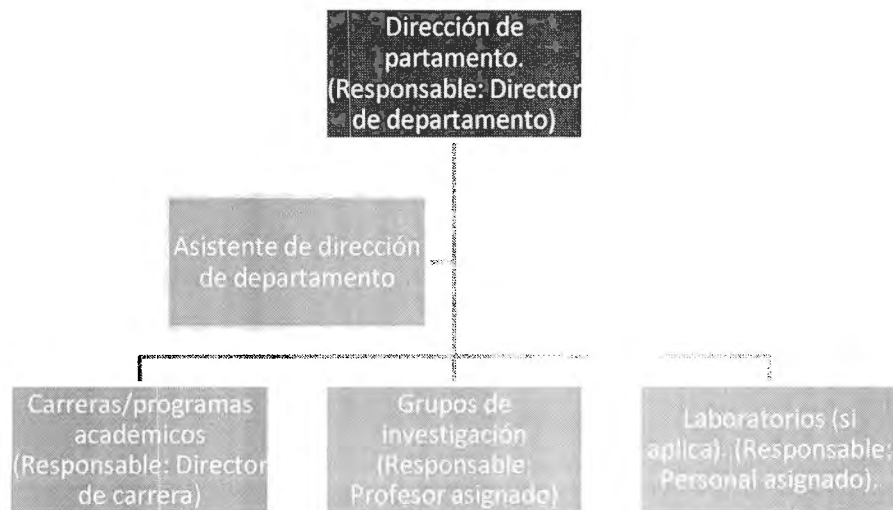 Dirección de
partamento.
(Responsable: Director
de departamento)
Asistente de dirección
de departamento
Carreras/programas
académicos
(Responsable: Director
de carrera)
Grupos de
investigación
(Responsable:
Profesor asignado)
Laboratorios (si
aplica). (Responsable:
Personal asignado).